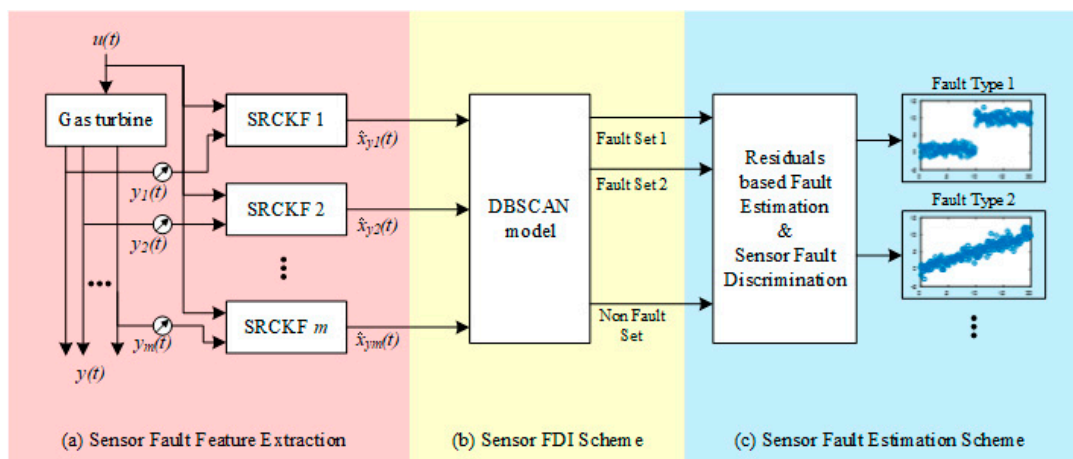 u(t)
Gas turbine
y1(t)
y2(t)
ym(t)
y(t)
SRCKF 1
SRCKF 2
SRCKF m
x̂y1(t)
x̂y2(t)
x̂ym(t)
(a) Sensor Fault Feature Extraction
DBSCAN
model
Fault Set 1
Fault Set 2
Non Fault
Set
(b) Sensor FDI Scheme
Residuals
based Fault
Estimation
&
Sensor Fault
Discrimination
Fault Type 1
Fault Type 2
(c) Sensor Fault Estimation Scheme